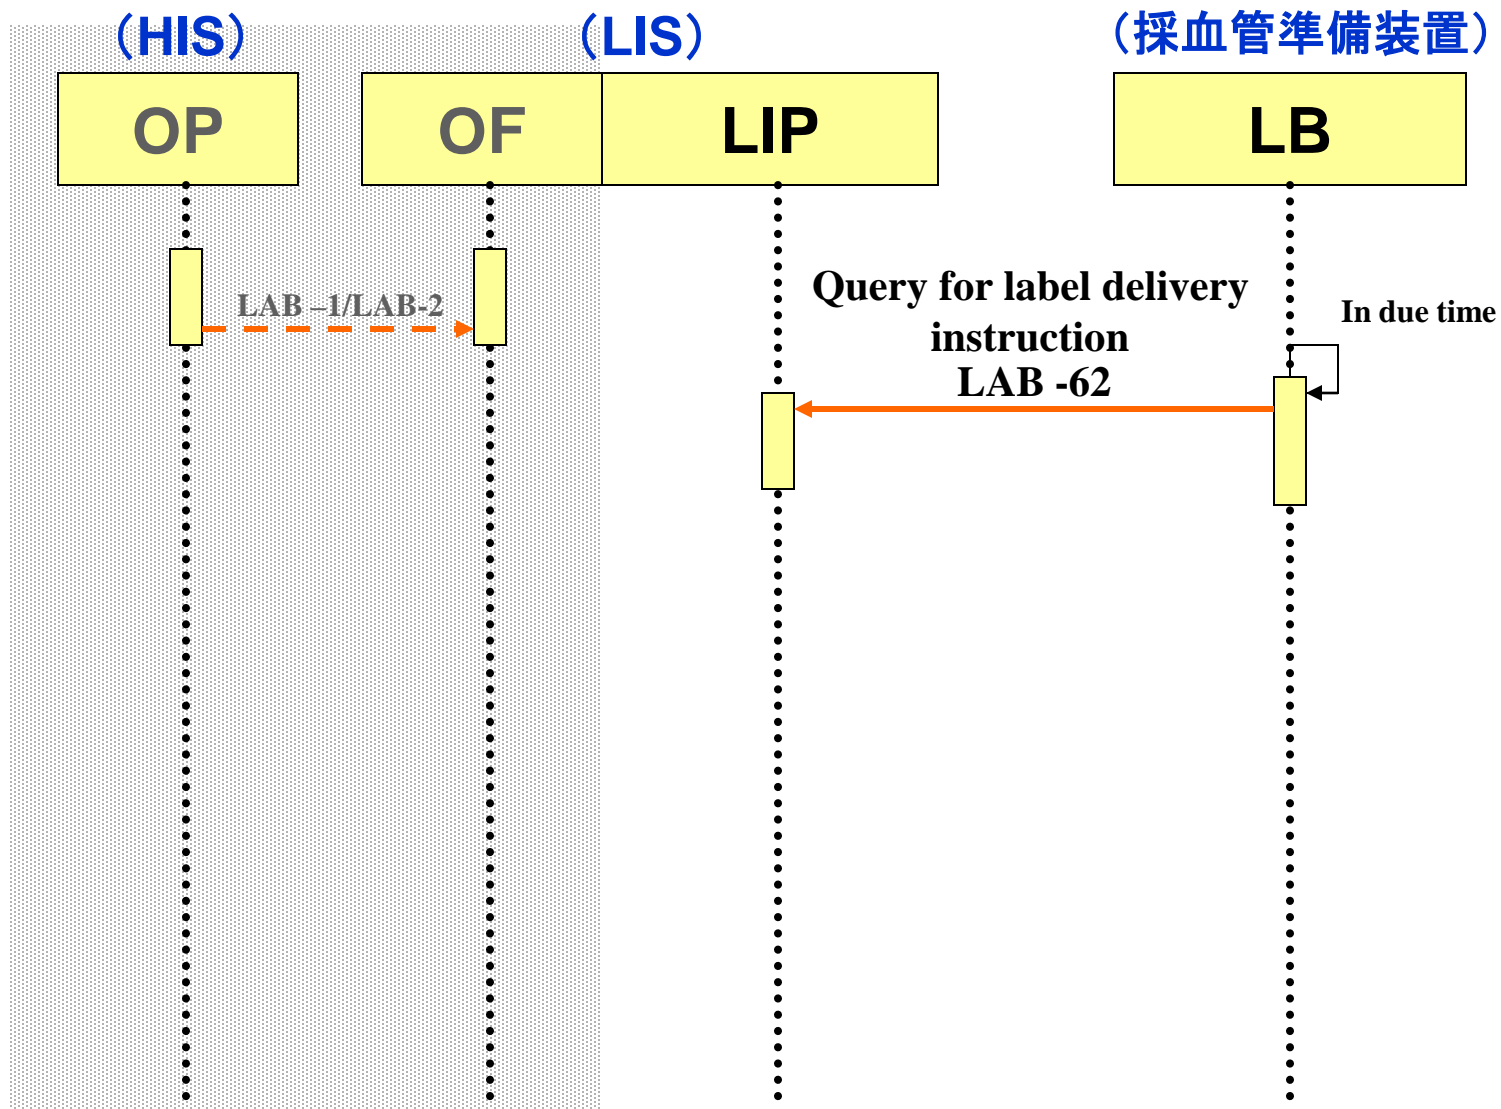 （HIS）
（LIS）
（採血管準備装置）
OP
OF
LIP
LB
Query for label delivery
instruction
LAB -62
In due time
LAB –1/LAB-2